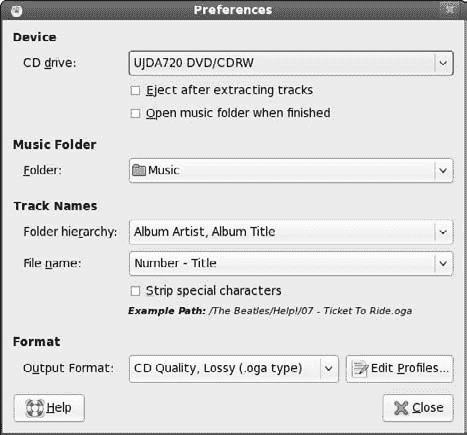 Preferences
Device
CD drive: UJDA720 DVD/CDRW
Eject after extracting tracks
Open music folder when finished
Music Folder
Folder: Music
Track Names
Folder hierarchy: Album Artist, Album Title
File name: Number - Title
Strip special characters
Example Path: /The Beatles/Help!/07 - Ticket To Ride.oga
Format
Output Format: CD Quality, Lossy (.oga type) Edit Profiles...
Help Close